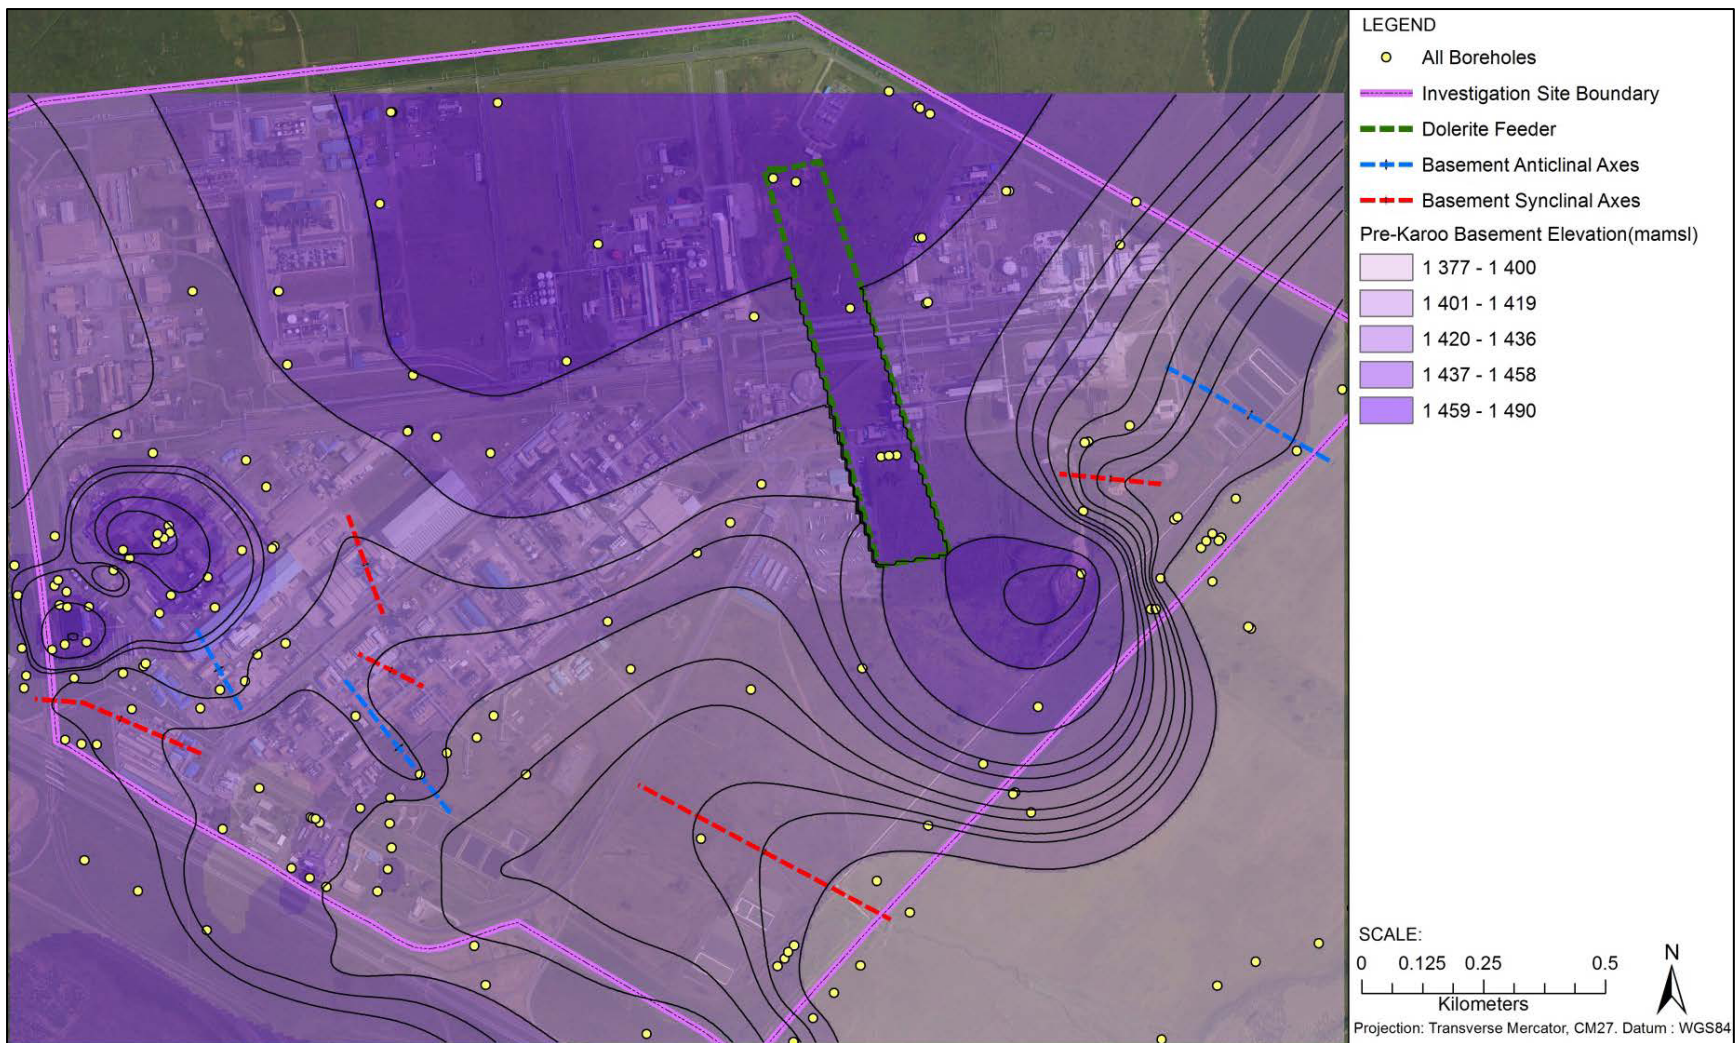 LEGEND
All Boreholes
Investigation Site Boundary
Dolerite Feeder
Basement Anticlinal Axes
Basement Synclinal Axes
Pre-Karoo Basement Elevation(mamsl)
1 377 - 1 400
1 401 - 1 419
1 420 - 1 436
1 437 - 1 458
1 459 - 1 490
SCALE:
0 0.125 0.25 0.5
Kilometers
N
Projection: Transverse Mercator, CM27. Datum : WGS84